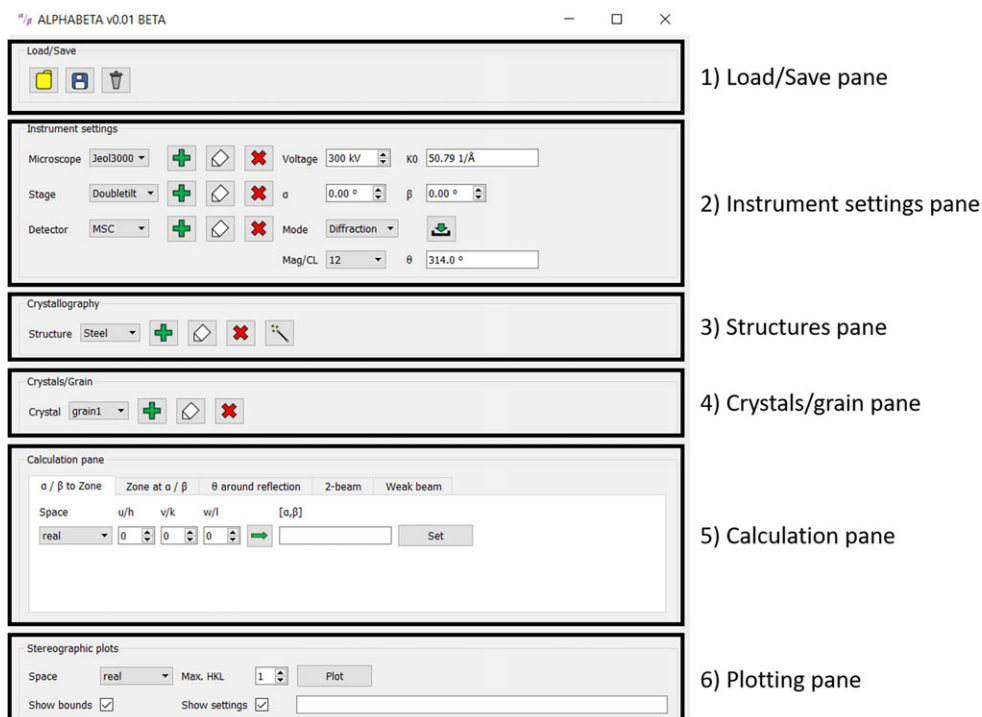 α/β ALPHABETA v0.01 BETA
Load/Save
1) Load/Save pane
Instrument settings
Microscope Jeol3000 Voltage 300 kV K0 50.79 1/Å
Stage Doubletilt α 0.00 º β 0.00 º
2) Instrument settings pane
Detector MSC Mode Diffraction
Mag/CL 12 θ 314.0 º
Crystallography
Structure Steel
3) Structures pane
Crystals/Grain
Crystal grain1
4) Crystals/grain pane
Calculation pane
α / β to Zone Zone at α / β θ around reflection 2-beam Weak beam
Space u/h v/k w/l [α,β]
real 0 0 0 Set
5) Calculation pane
Stereographic plots
Space real Max. HKL 1 Plot
6) Plotting pane
Show bounds Show settings